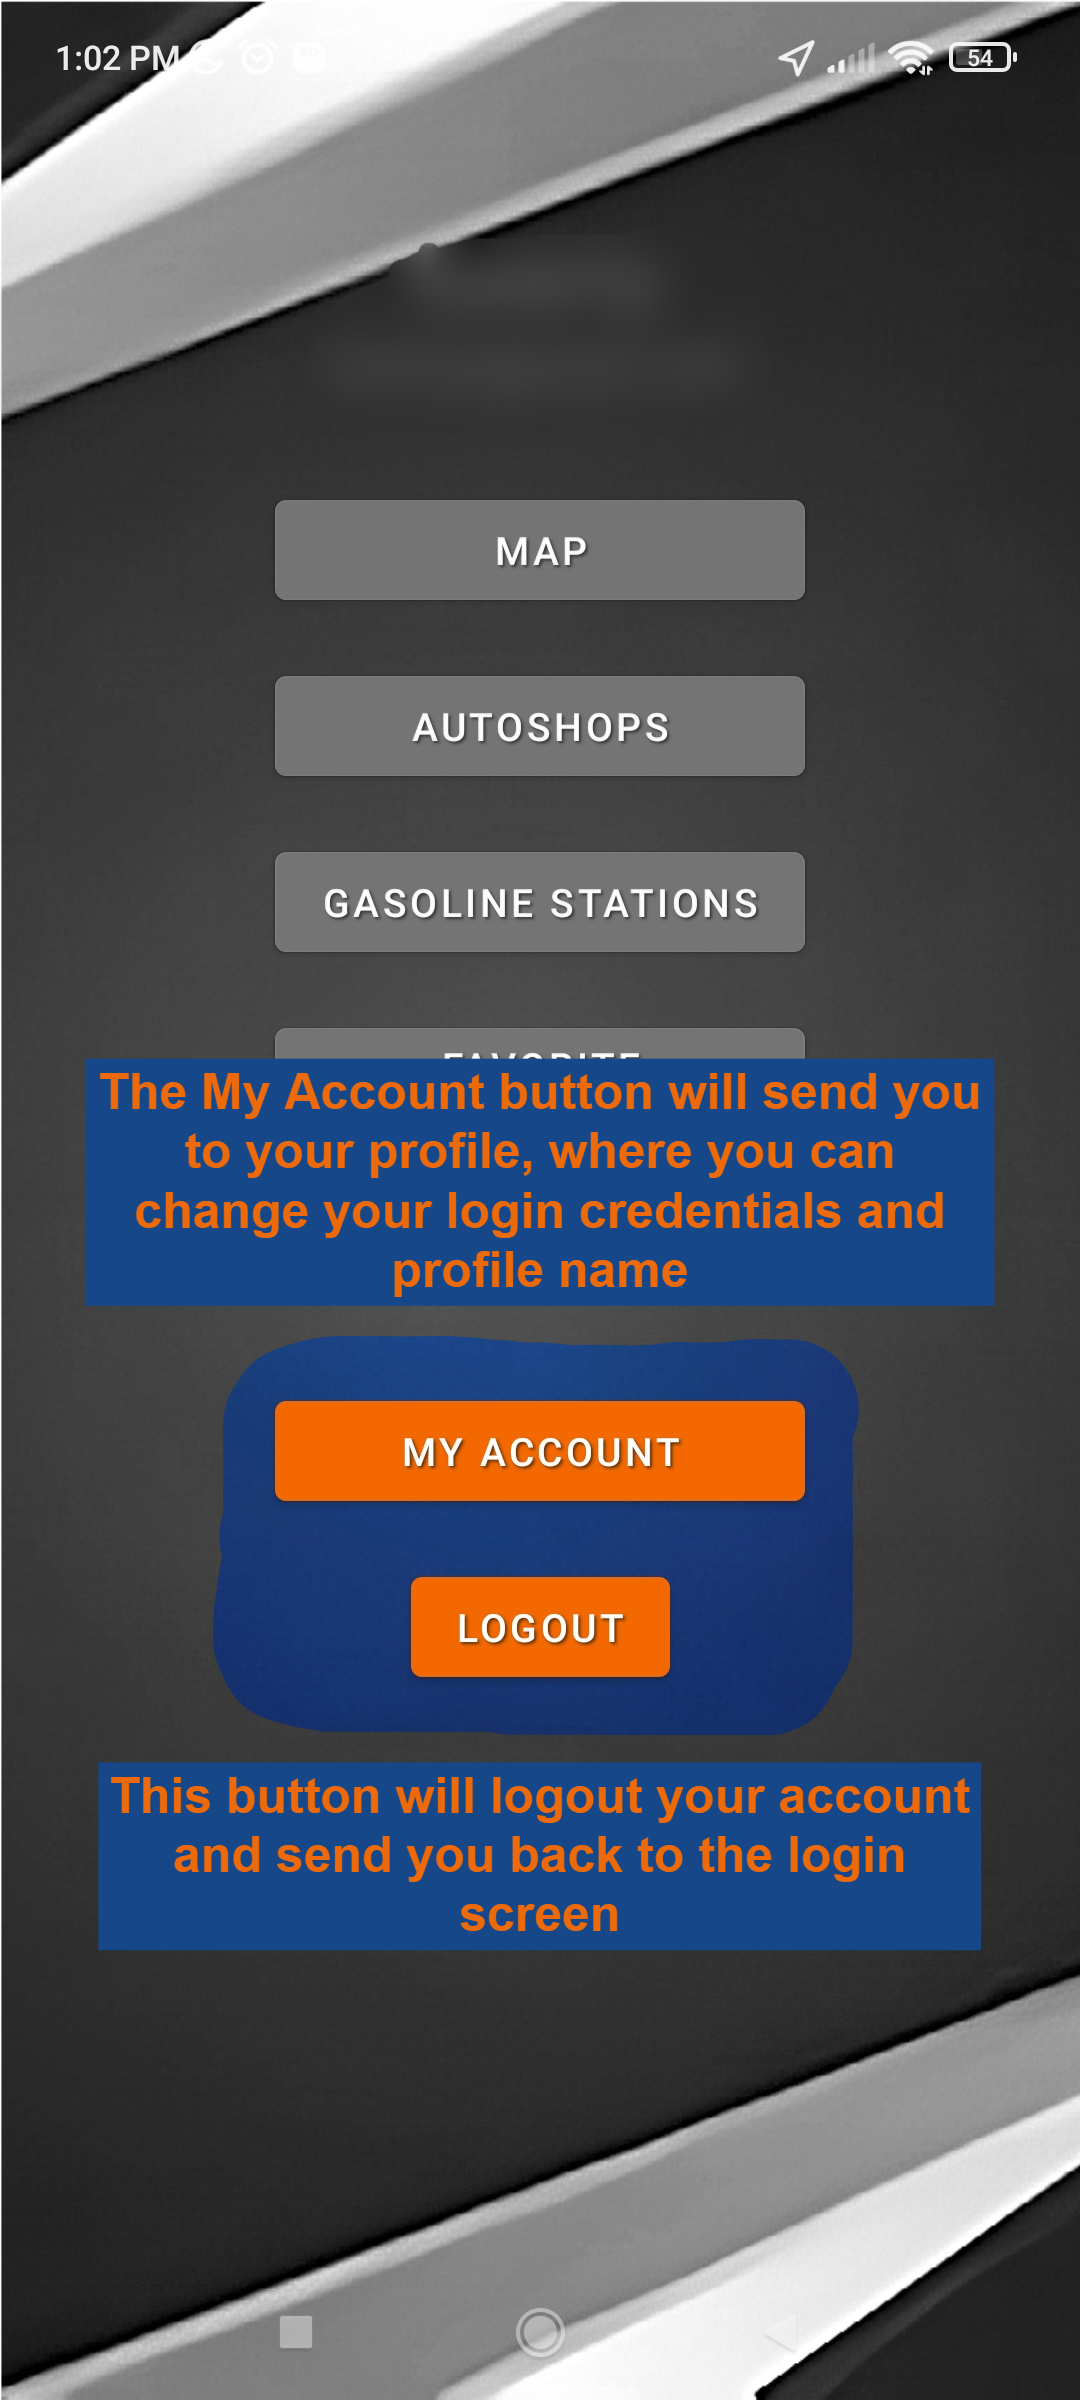 1:02 PM
54
MAP
AUTOSHOPS
GASOLINE STATIONS
FAVORITE
The My Account button will send you
to your profile, where you can
change your login credentials and
profile name
MY ACCOUNT
LOGOUT
This button will logout your account
and send you back to the login
screen